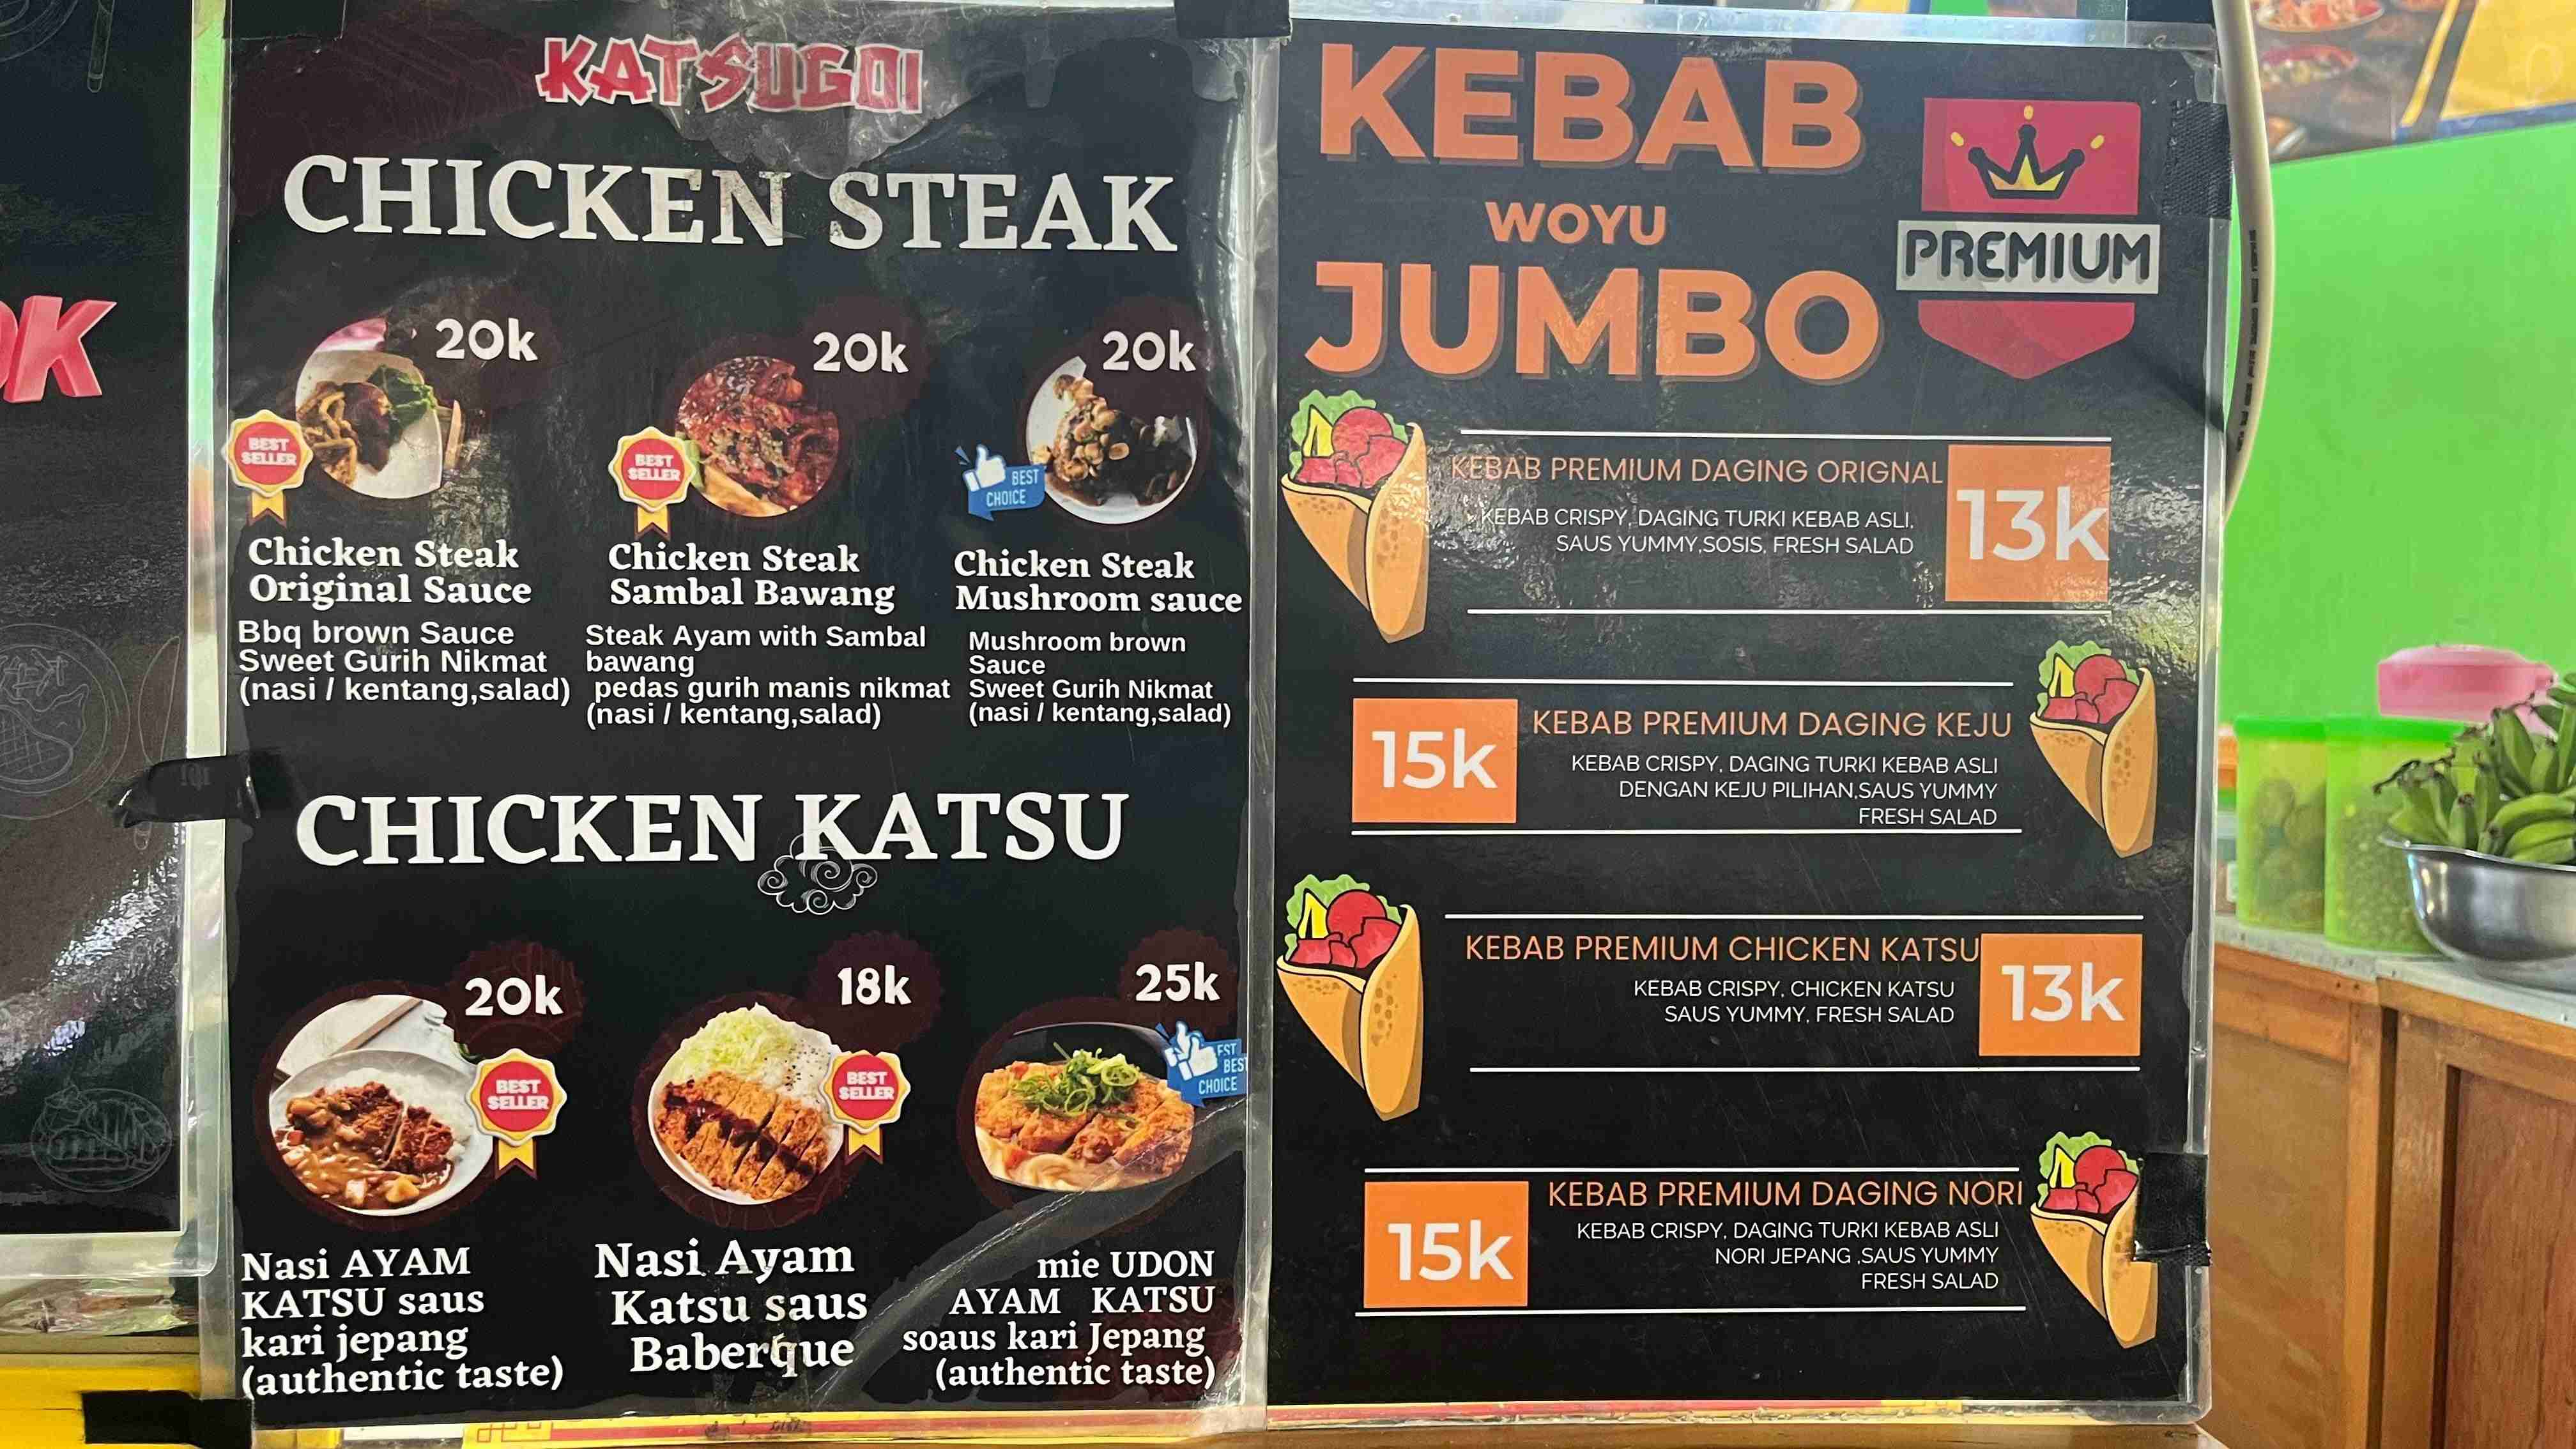 OK
KATSUGOI
CHICKEN STEAK
20k
20k
20k
BEST
SELLER
BEST
SELLER
BEST
CHOICE
Chicken Steak
Original Sauce
Bbq brown Sauce
Sweet Gurih Nikmat
(nasi / kentang,salad)
Chicken Steak
Sambal Bawang
Steak Ayam with Sambal
bawang
pedas gurih manis nikmat
(nasi / kentang,salad)
Chicken Steak
Mushroom sauce
Mushroom brown
Sauce
Sweet Gurih Nikmat
(nasi / kentang,salad)
CHICKEN KATSU
20k
18k
25k
BEST
SELLER
BEST
SELLER
EST
BEST
CHOICE
Nasi AYAM
KATSU saus
kari jepang
(authentic taste)
Nasi Ayam
Katsu saus
Baberque
mie UDON
AYAM KATSU
soaus kari Jepang
(authentic taste)
KEBAB
WOYU
JUMBO
PREMIUM
KEBAB PREMIUM DAGING ORIGNAL
KEBAB CRISPY, DAGING TURKI KEBAB ASLI,
SAUS YUMMY,SOSIS, FRESH SALAD
13k
15k
KEBAB PREMIUM DAGING KEJU
KEBAB CRISPY, DAGING TURKI KEBAB ASLI
DENGAN KEJU PILIHAN,SAUS YUMMY
FRESH SALAD
KEBAB PREMIUM CHICKEN KATSU
KEBAB CRISPY, CHICKEN KATSU
SAUS YUMMY, FRESH SALAD
13k
15k
KEBAB PREMIUM DAGING NORI
KEBAB CRISPY, DAGING TURKI KEBAB ASLI
NORI JEPANG ,SAUS YUMMY
FRESH SALAD